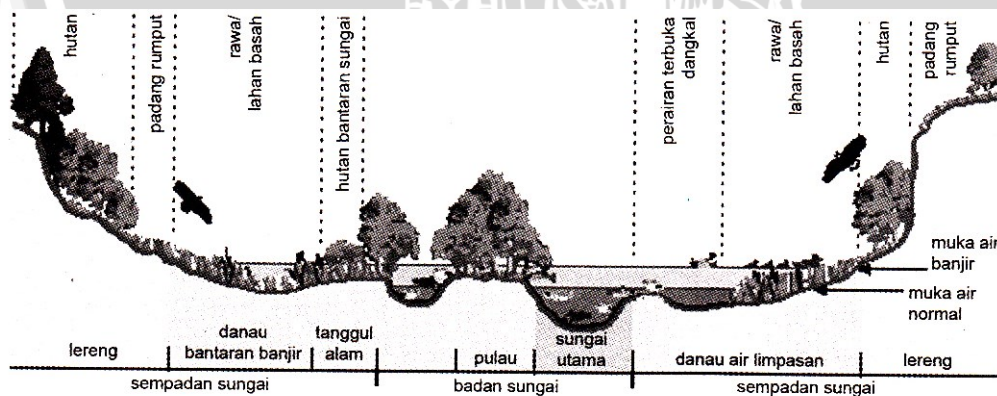 hutan
padang rumput
rawa/
lahan basah
hutan bantaran sungai
perairan terbuka
dangkal
rawa/
lahan basah
hutan
padang
rumput
muka air
banjir
muka air
normal
lereng
danau
bantaran banjir
tanggul
alam
pulau
sungai
utama
danau air limpasan
lereng
sempadan sungai
badan sungai
sempadan sungai